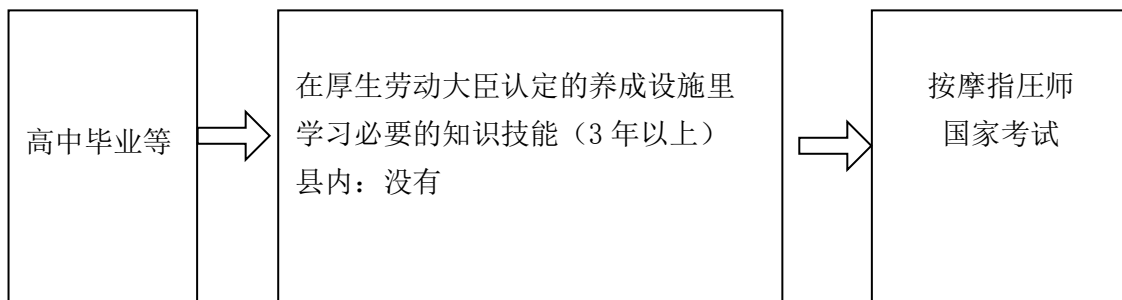 高中毕业等
在厚生劳动大臣认定的养成设施里
学习必要的知识技能（3 年以上）
县内：没有
按摩指圧师
国家考试